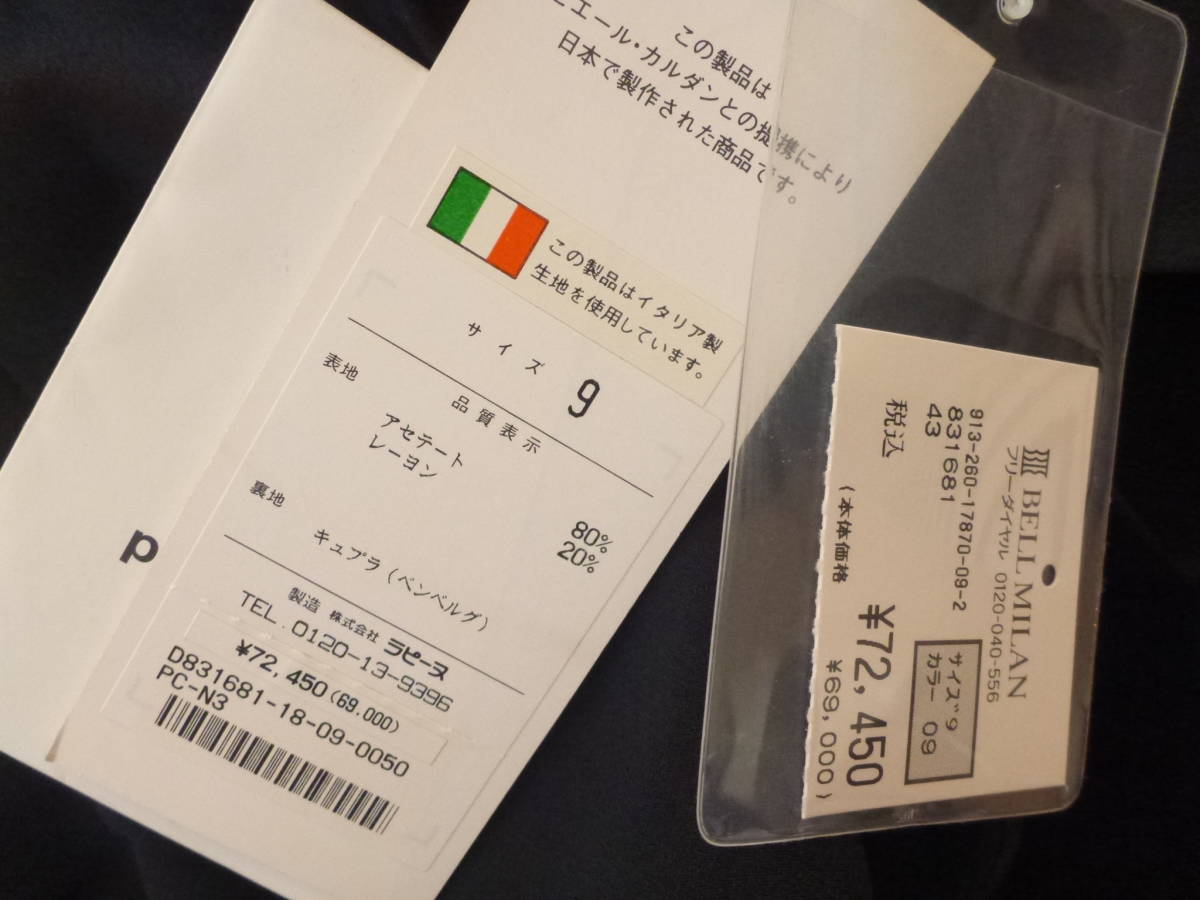 この製品は
エール・カルダンとの提携により
日本で製作された商品です。
この製品はイタリア製
生地を使用しています。
サイズ 9
品質表示
表地
アセテート 80%
レーヨン 20%
裏地
キュプラ(ベンベルグ)
製造 株式会社 ラピーヌ
TEL.0120-13-9396
¥72,450(69,000)
D831681-18-09-0050
PC-N3
p
BELL MILAN
フリーダイヤル 0120-040-556
913-260-17870-09-2
831681
43
サイズ 9
カラー 09
税込 ¥72,450
(本体価格 ¥69,000)